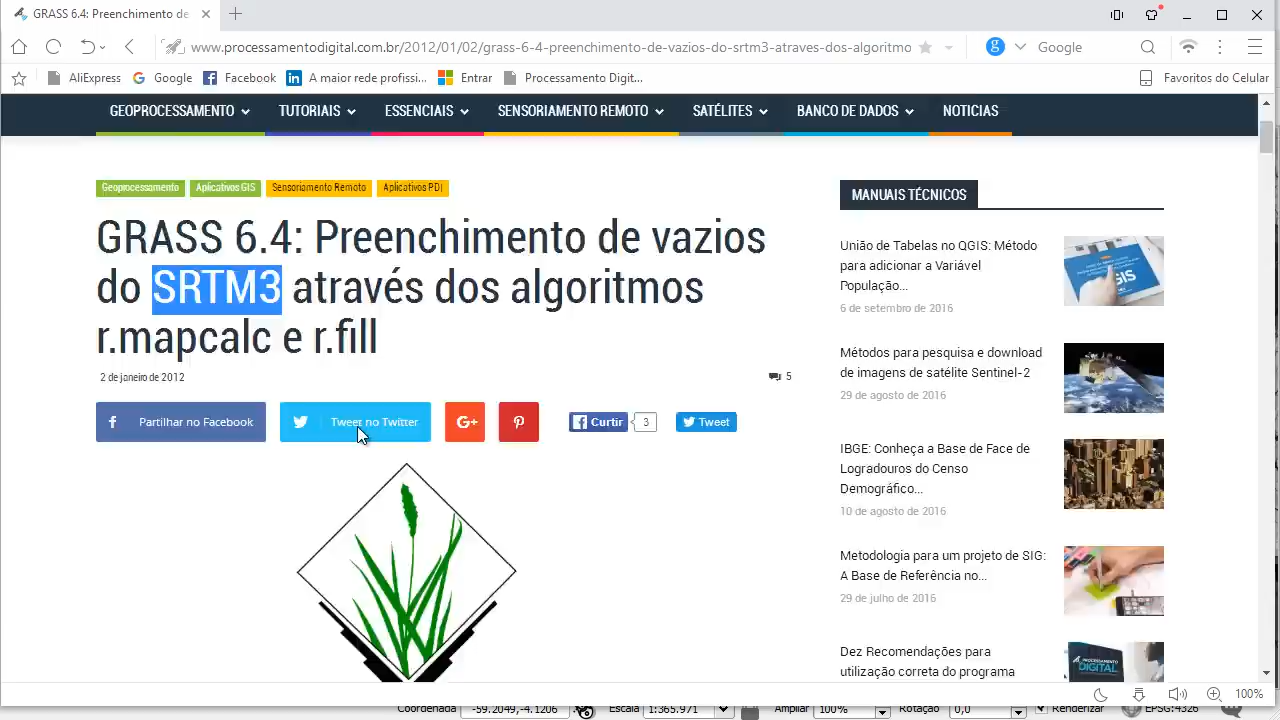 GRASS 6.4: Preenchimento de
www.processamentodigital.com.br/2012/01/02/grass-6-4-preenchimento-de-vazios-do-srtm3-atraves-dos-algoritmo
Google
AliExpress
Google
Facebook
A maior rede profissi...
Entrar
Processamento Digit...
Favoritos do Celular
GEOPROCESSAMENTO
TUTORIAIS
ESSENCIAIS
SENSORIAMENTO REMOTO
SATÉLITES
BANCO DE DADOS
NOTICIAS
Geoprocessamento
Aplicativos GIS
Sensoriamento Remoto
Aplicativos PDI
GRASS 6.4: Preenchimento de vazios
do SRTM3 através dos algoritmos
r.mapcalc e r.fill
2 de janeiro de 2012
5
Partilhar no Facebook
Tweet no Twitter
G+
Curtir
3
Tweet
MANUAIS TÉCNICOS
União de Tabelas no QGIS: Método
para adicionar a Variável
População...
6 de setembro de 2016
Métodos para pesquisa e download
de imagens de satélite Sentinel-2
29 de agosto de 2016
IBGE: Conheça a Base de Face de
Logradouros do Censo
Demográfico...
10 de agosto de 2016
Metodologia para um projeto de SIG:
A Base de Referência no...
29 de julho de 2016
Dez Recomendações para
utilização correta do programa
PROCESSAMENTO
DIGITAL
100%
Coordenada
-59.2049,-4.1206
Escala
1:365.971
Ampliar
100%
Rotação
0,0
Renderizar
EPSG:4326